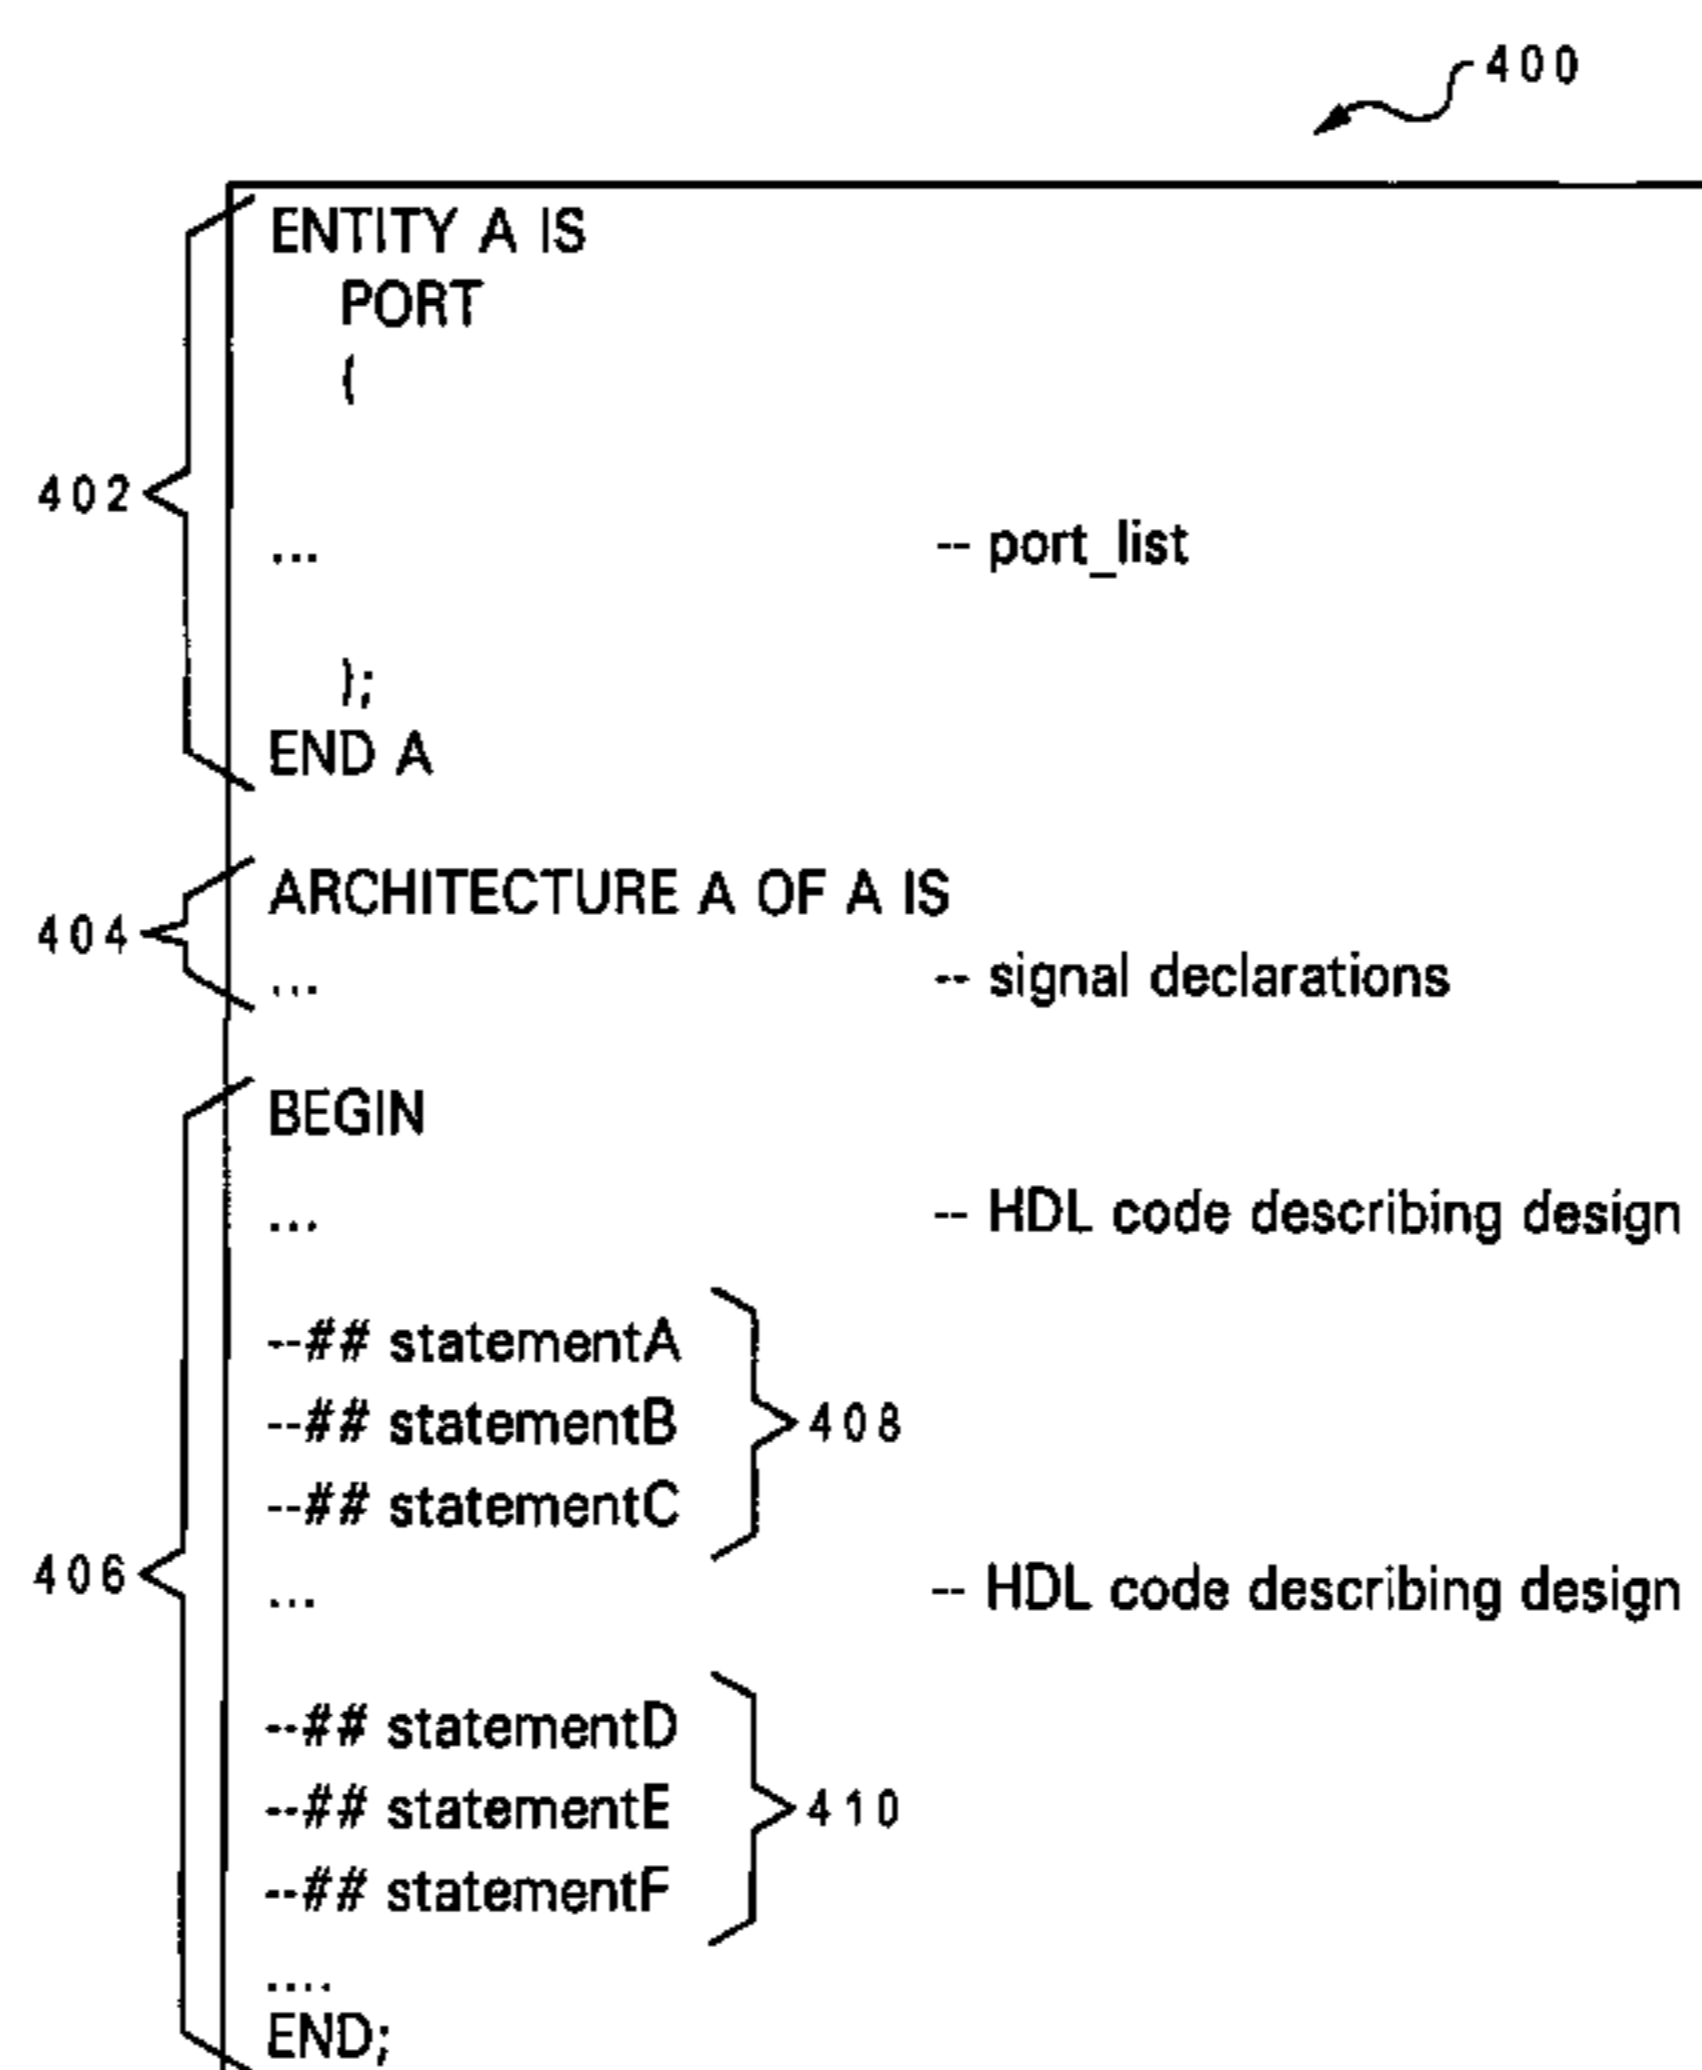 400
ENTITY A IS
PORT
(
402
... -- port_list
);
END A
ARCHITECTURE A OF A IS
404
... -- signal declarations
BEGIN
... -- HDL code describing design
--## statementA
--## statementB 408
--## statementC
406
... -- HDL code describing design
--## statementD
--## statementE 410
--## statementF
....
END;